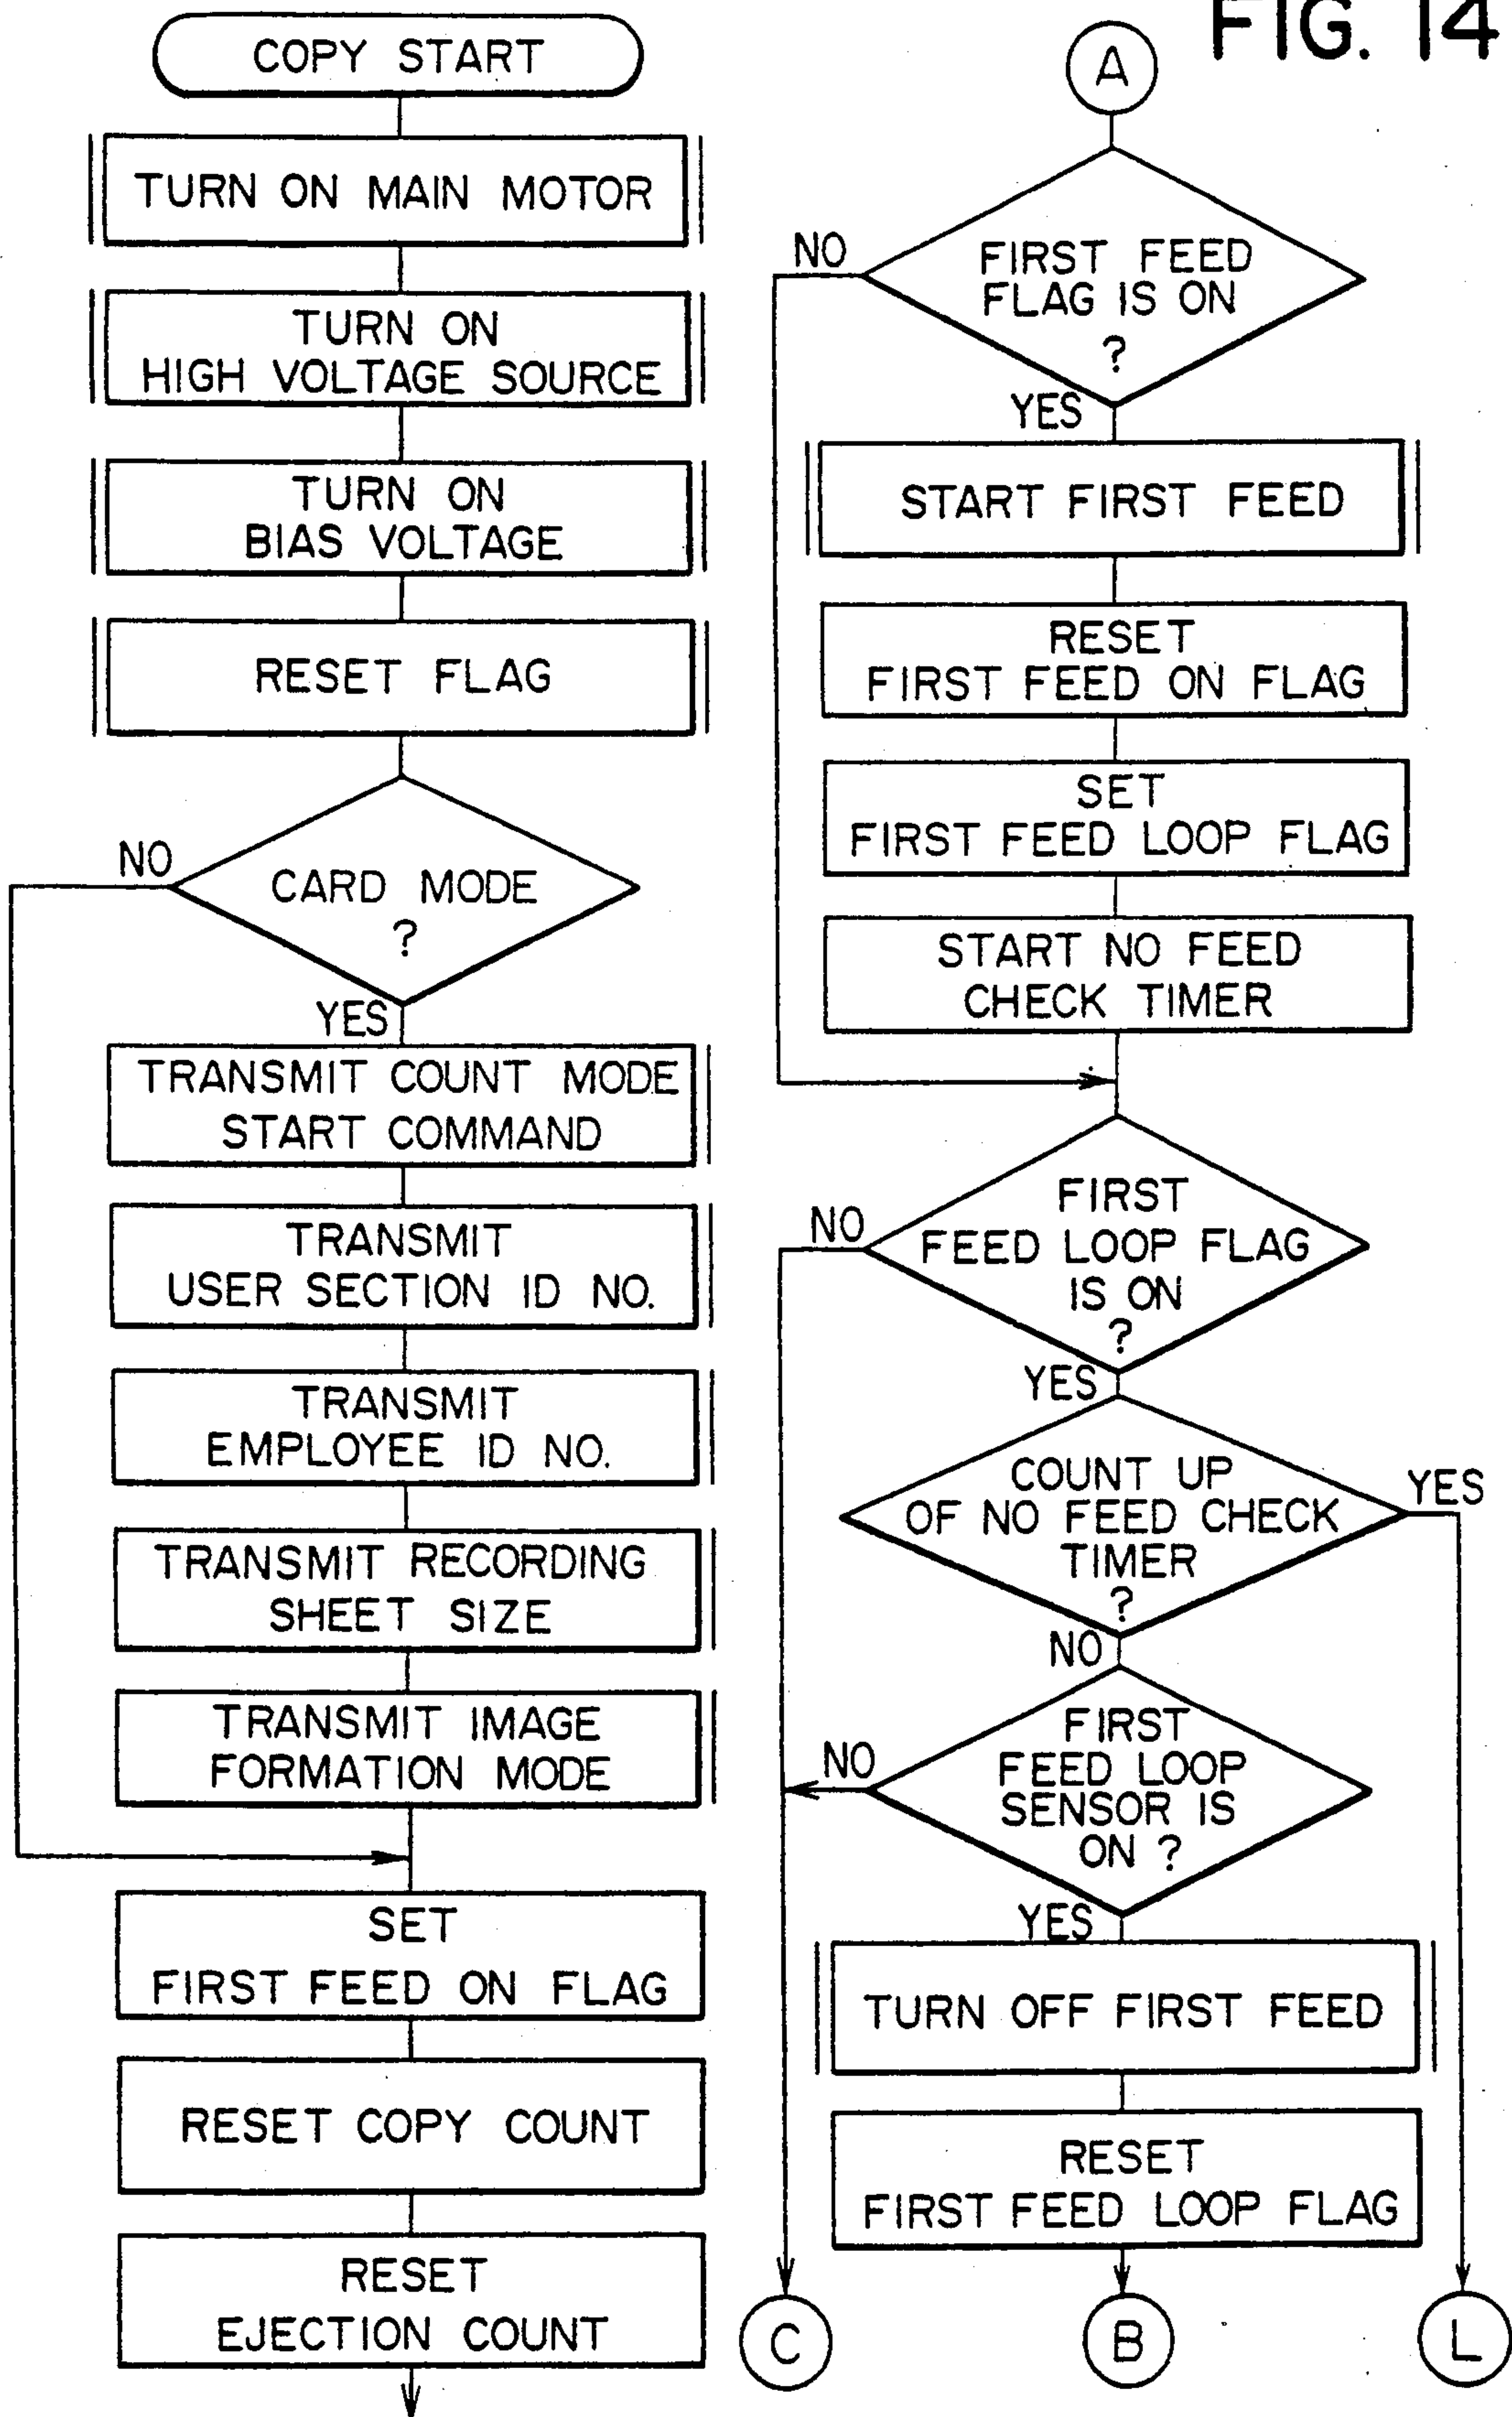 FIG. 14
COPY START
TURN ON MAIN MOTOR
TURN ON
HIGH VOLTAGE SOURCE
TURN ON
BIAS VOLTAGE
RESET FLAG
NO
CARD MODE
?
YES
TRANSMIT COUNT MODE
START COMMAND
TRANSMIT
USER SECTION ID NO.
TRANSMIT
EMPLOYEE ID NO.
TRANSMIT RECORDING
SHEET SIZE
TRANSMIT IMAGE
FORMATION MODE
SET
FIRST FEED ON FLAG
RESET COPY COUNT
RESET
EJECTION COUNT
A
NO
FIRST FEED
FLAG IS ON
?
YES
START FIRST FEED
RESET
FIRST FEED ON FLAG
SET
FIRST FEED LOOP FLAG
START NO FEED
CHECK TIMER
NO
FIRST
FEED LOOP FLAG
IS ON
?
YES
COUNT UP
OF NO FEED CHECK
TIMER
?
YES
NO
FIRST
FEED LOOP
SENSOR IS
ON ?
NO
YES
TURN OFF FIRST FEED
RESET
FIRST FEED LOOP FLAG
C
B
L